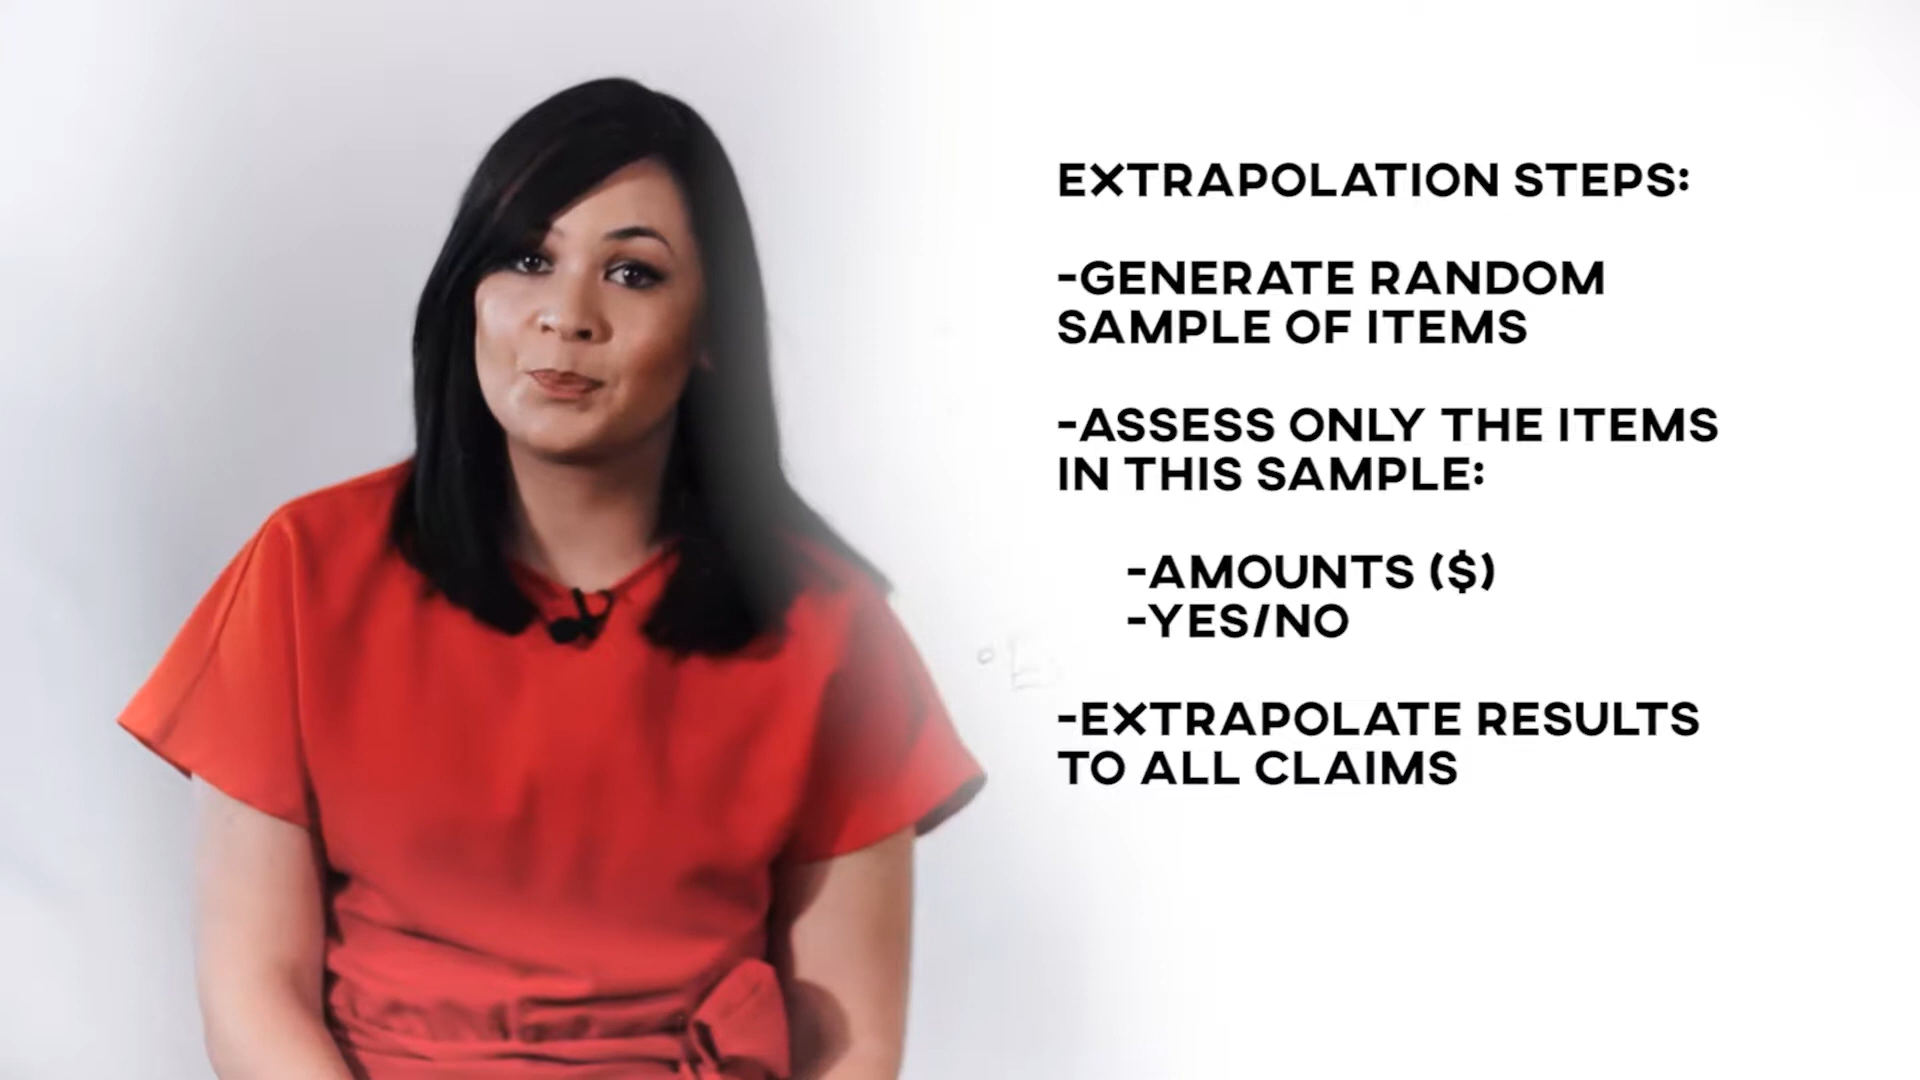 EXTRAPOLATION STEPS:
-GENERATE RANDOM
SAMPLE OF ITEMS
-ASSESS ONLY THE ITEMS
IN THIS SAMPLE:
-AMOUNTS ($)
-YES/NO
-EXTRAPOLATE RESULTS
TO ALL CLAIMS